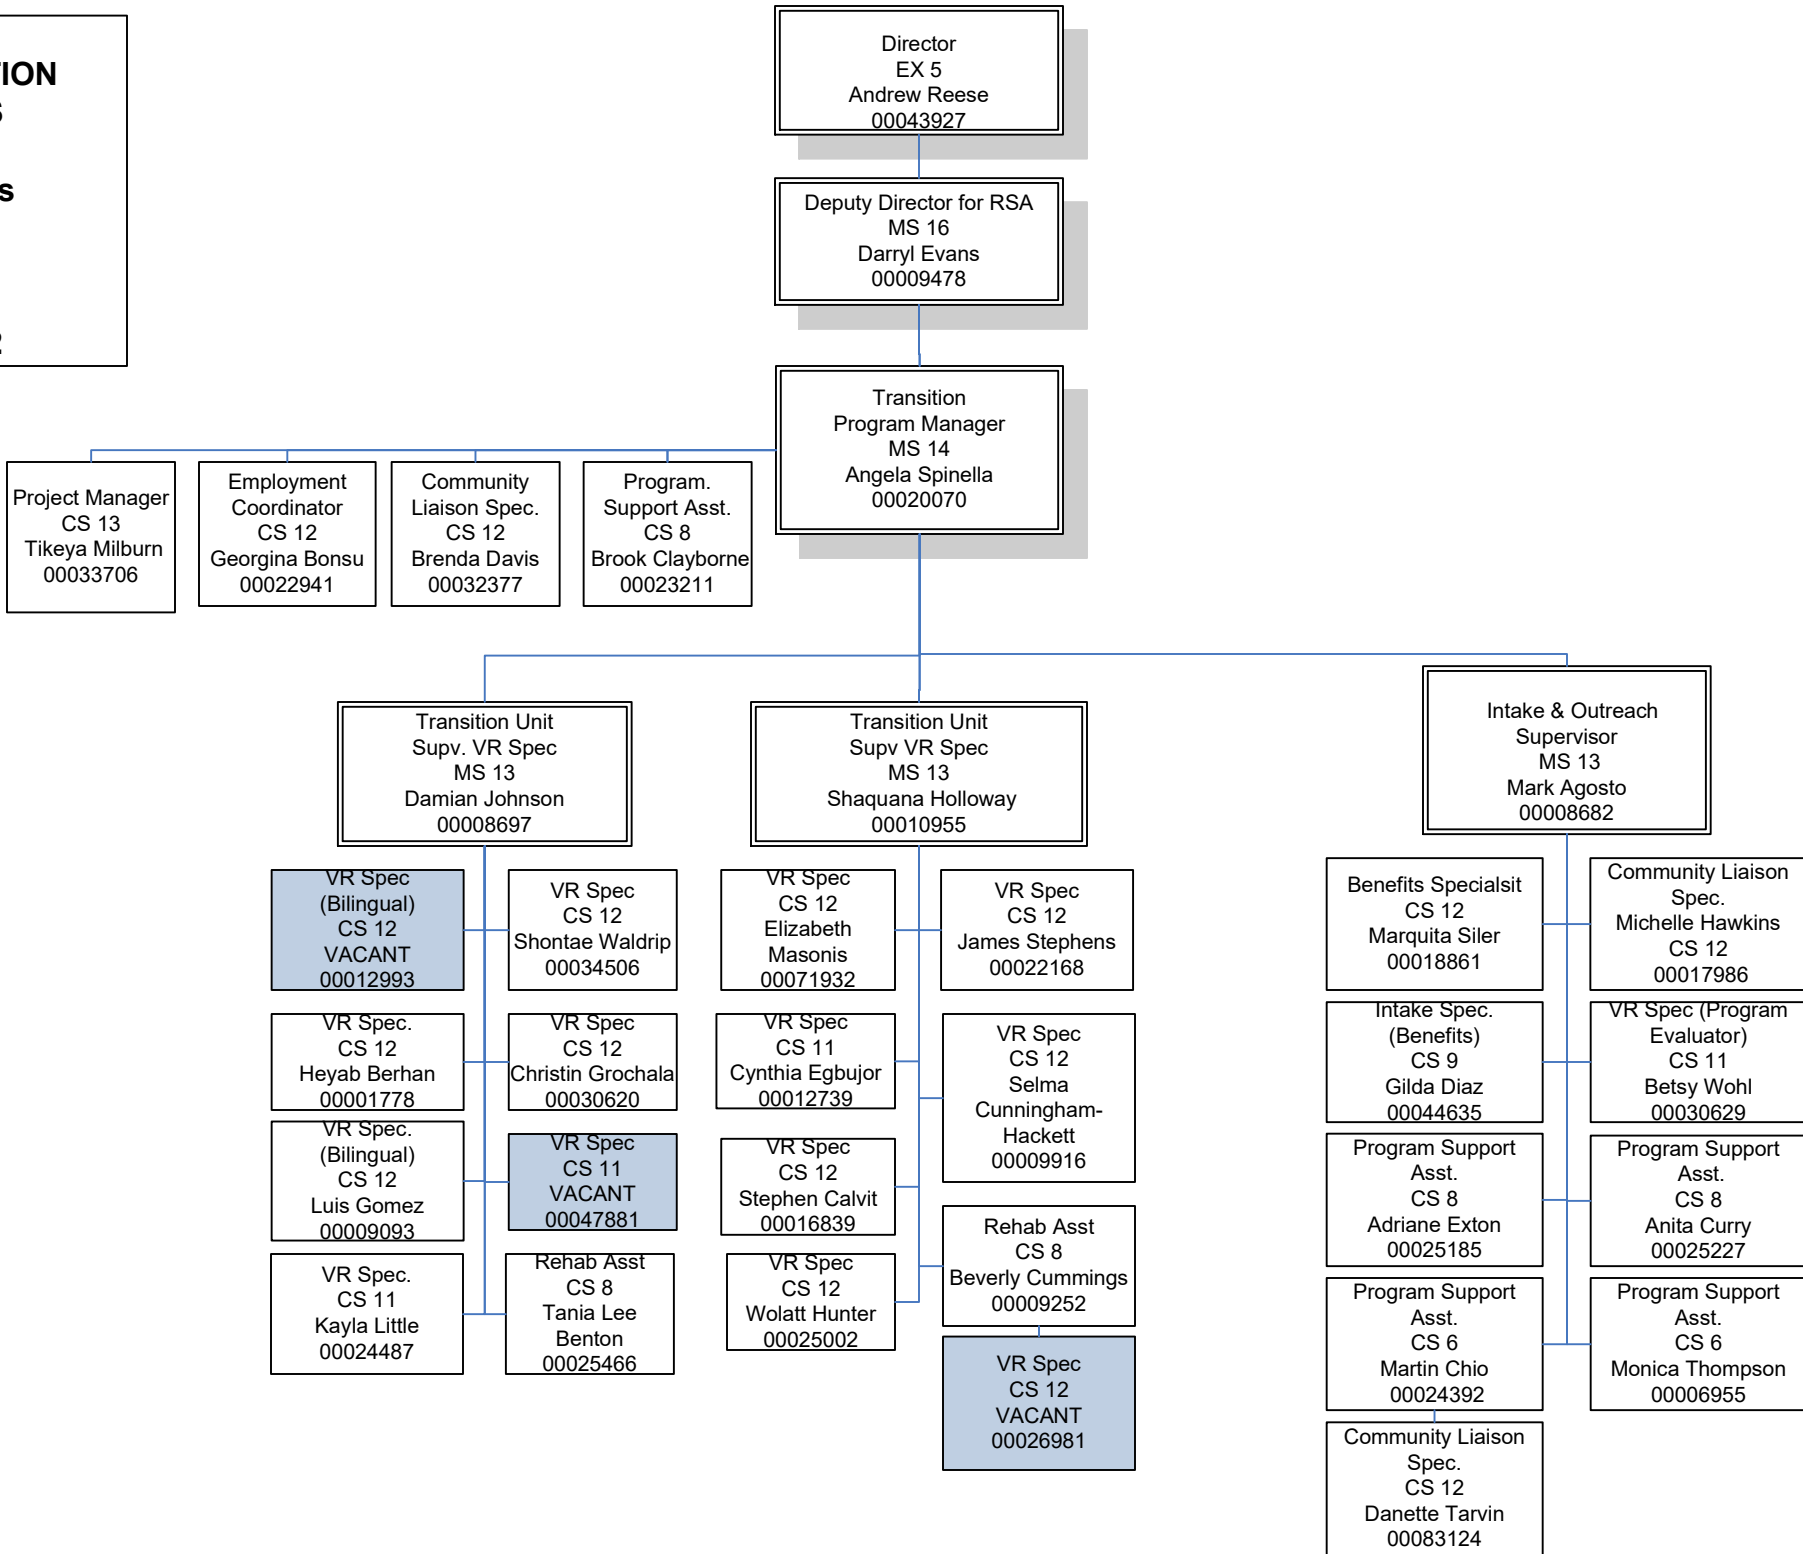 Director
EX 5
Andrew Reese
00043927
Deputy Director for RSA
MS 16
Darryl Evans
00009478
Transition
Program Manager
MS 14
Angela Spinella
00020070
Project Manager
CS 13
Tikeya Milburn
00033706
Employment
Coordinator
CS 12
Georgina Bonsu
00022941
Community
Liaison Spec.
CS 12
Brenda Davis
00032377
Program.
Support Asst.
CS 8
Brook Clayborne
00023211
Transition Unit
Supv. VR Spec
MS 13
Damian Johnson
00008697
VR Spec
(Bilingual)
CS 12
VACANT
00012993
VR Spec
CS 12
Shontae Waldrip
00034506
VR Spec.
CS 12
Heyab Berhan
00001778
VR Spec
CS 12
Christin Grochala
00030620
VR Spec.
(Bilingual)
CS 12
Luis Gomez
00009093
VR Spec
CS 11
VACANT
00047881
VR Spec.
CS 11
Kayla Little
00024487
Rehab Asst
CS 8
Tania Lee
Benton
00025466
Transition Unit
Supv VR Spec
MS 13
Shaquana Holloway
00010955
VR Spec
CS 12
Elizabeth
Masonis
00071932
VR Spec
CS 12
James Stephens
00022168
VR Spec
CS 11
Cynthia Egbujor
00012739
VR Spec
CS 12
Selma
Cunningham-
Hackett
00009916
VR Spec
CS 12
Stephen Calvit
00016839
Rehab Asst
CS 8
Beverly Cummings
00009252
VR Spec
CS 12
Wolatt Hunter
00025002
VR Spec
CS 12
VACANT
00026981
Intake & Outreach
Supervisor
MS 13
Mark Agosto
00008682
Benefits Specialsit
CS 12
Marquita Siler
00018861
Community Liaison
Spec.
Michelle Hawkins
CS 12
00017986
Intake Spec.
(Benefits)
CS 9
Gilda Diaz
00044635
VR Spec (Program
Evaluator)
CS 11
Betsy Wohl
00030629
Program Support
Asst.
CS 8
Adriane Exton
00025185
Program Support
Asst.
CS 8
Anita Curry
00025227
Program Support
Asst.
CS 6
Martin Chio
00024392
Program Support
Asst.
CS 6
Monica Thompson
00006955
Community Liaison
Spec.
CS 12
Danette Tarvin
00083124